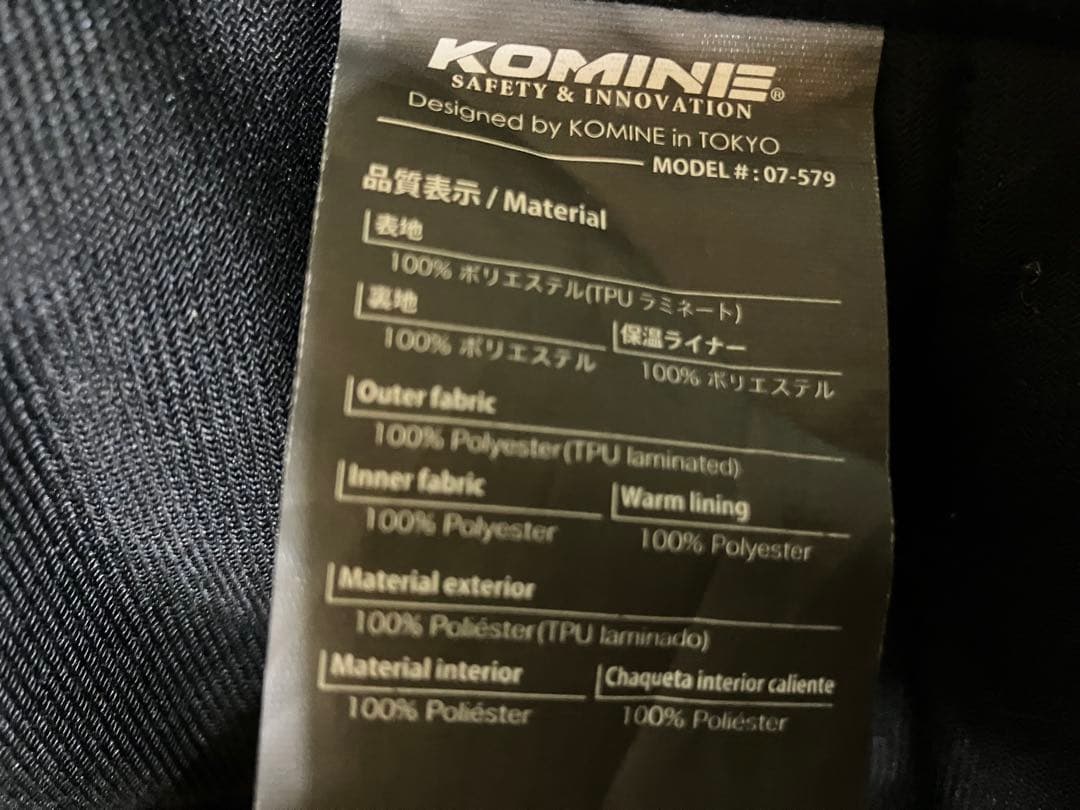 KOMINE®
SAFETY & INNOVATION
Designed by KOMINE in TOKYO
MODEL # : 07-579
品質表示 / Material
表地
100% ポリエステル(TPU ラミネート)
裏地
100% ポリエステル
保温ライナー
100% ポリエステル
Outer fabric
100% Polyester(TPU laminated)
Inner fabric
100% Polyester
Warm lining
100% Polyester
Material exterior
100% Poliéster(TPU laminado)
Material interior
100% Poliéster
Chaqueta interior caliente
100% Poliéster